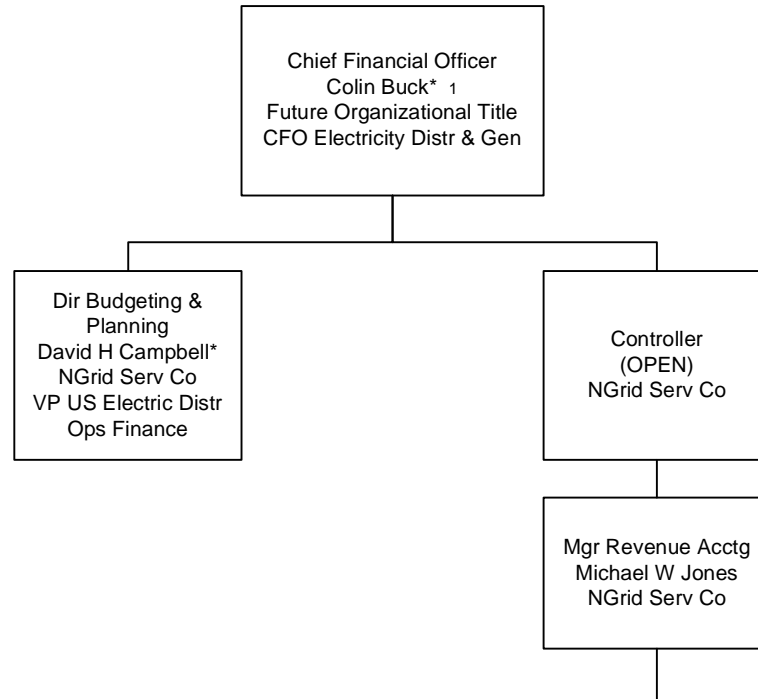 Chief Financial Officer
Colin Buck* 1
Future Organizational Title
CFO Electricity Distr & Gen
Dir Budgeting &
Planning
David H Campbell*
NGrid Serv Co
VP US Electric Distr
Ops Finance
Controller
(OPEN)
NGrid Serv Co
Mgr Revenue Acctg
Michael W Jones
NGrid Serv Co